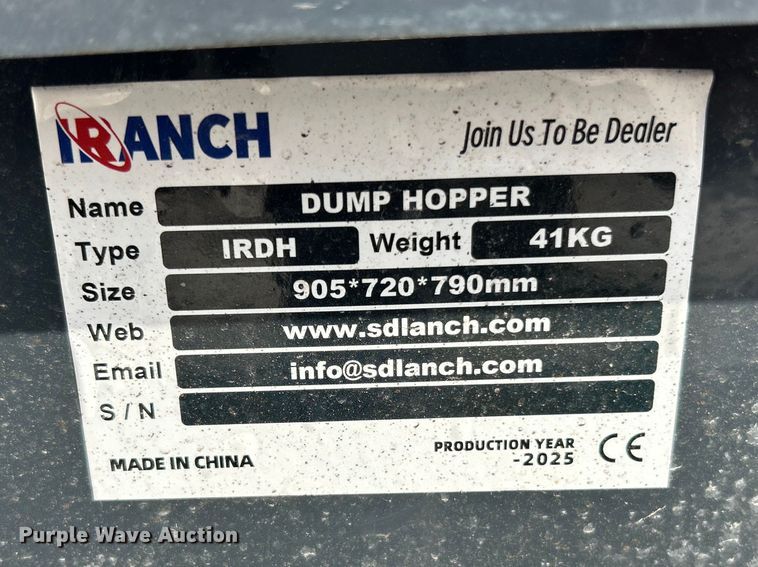 IRANCH
Join Us To Be Dealer
Name DUMP HOPPER
Type IRDH Weight 41KG
Size 905*720*790mm
Web www.sdlanch.com
Email info@sdlanch.com
S / N
MADE IN CHINA
PRODUCTION YEAR
-2025
CE
Purple Wave Auction